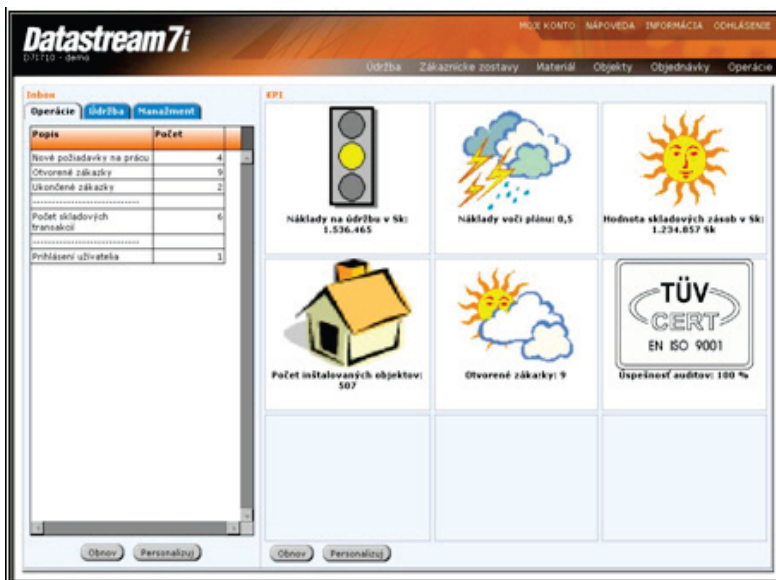 Datastream7i
D7I710 - demo
MOJE KONTO NÁPOVEDA INFORMÁCIA ODHLÁSENIE
Údržba Zákaznícke zostavy Materiál Objekty Objednávky Operácie
Inbox
Operácie Údržba Manažment
Popis Počet
Nové požiadavky na prácu 4
Otvorené zákazky 9
Ukončené zákazky 2
----------------------------
Počet skladových
transakcií 6
----------------------------
Prihlásení užívatelia 1
Obnov Personalizuj
KPI
Náklady na údržbu v Sk:
1.536.465
Náklady voči plánu: 0,5
Hodnota skladových zásob v Sk:
1.234.857 Sk
Počet inštalovaných objektov:
507
Otvorené zákazky: 9
TÜV
CERT
EN ISO 9001
Úspešnosť auditov: 100 %
Obnov Personalizuj